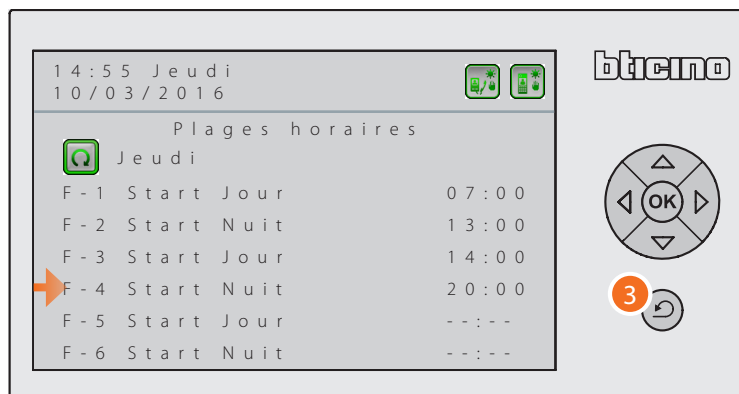 14:55 Jeudi
10/03/2016
bticino
Plages horaires
Jeudi
F-1 Start Jour 07:00
F-2 Start Nuit 13:00
F-3 Start Jour 14:00
F-4 Start Nuit 20:00
F-5 Start Jour --:--
F-6 Start Nuit --:--
OK
3